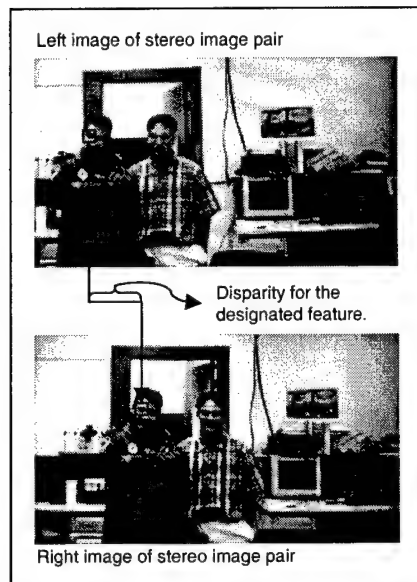 Left image of stereo image pair
Disparity for the
designated feature.
Right image of stereo image pair